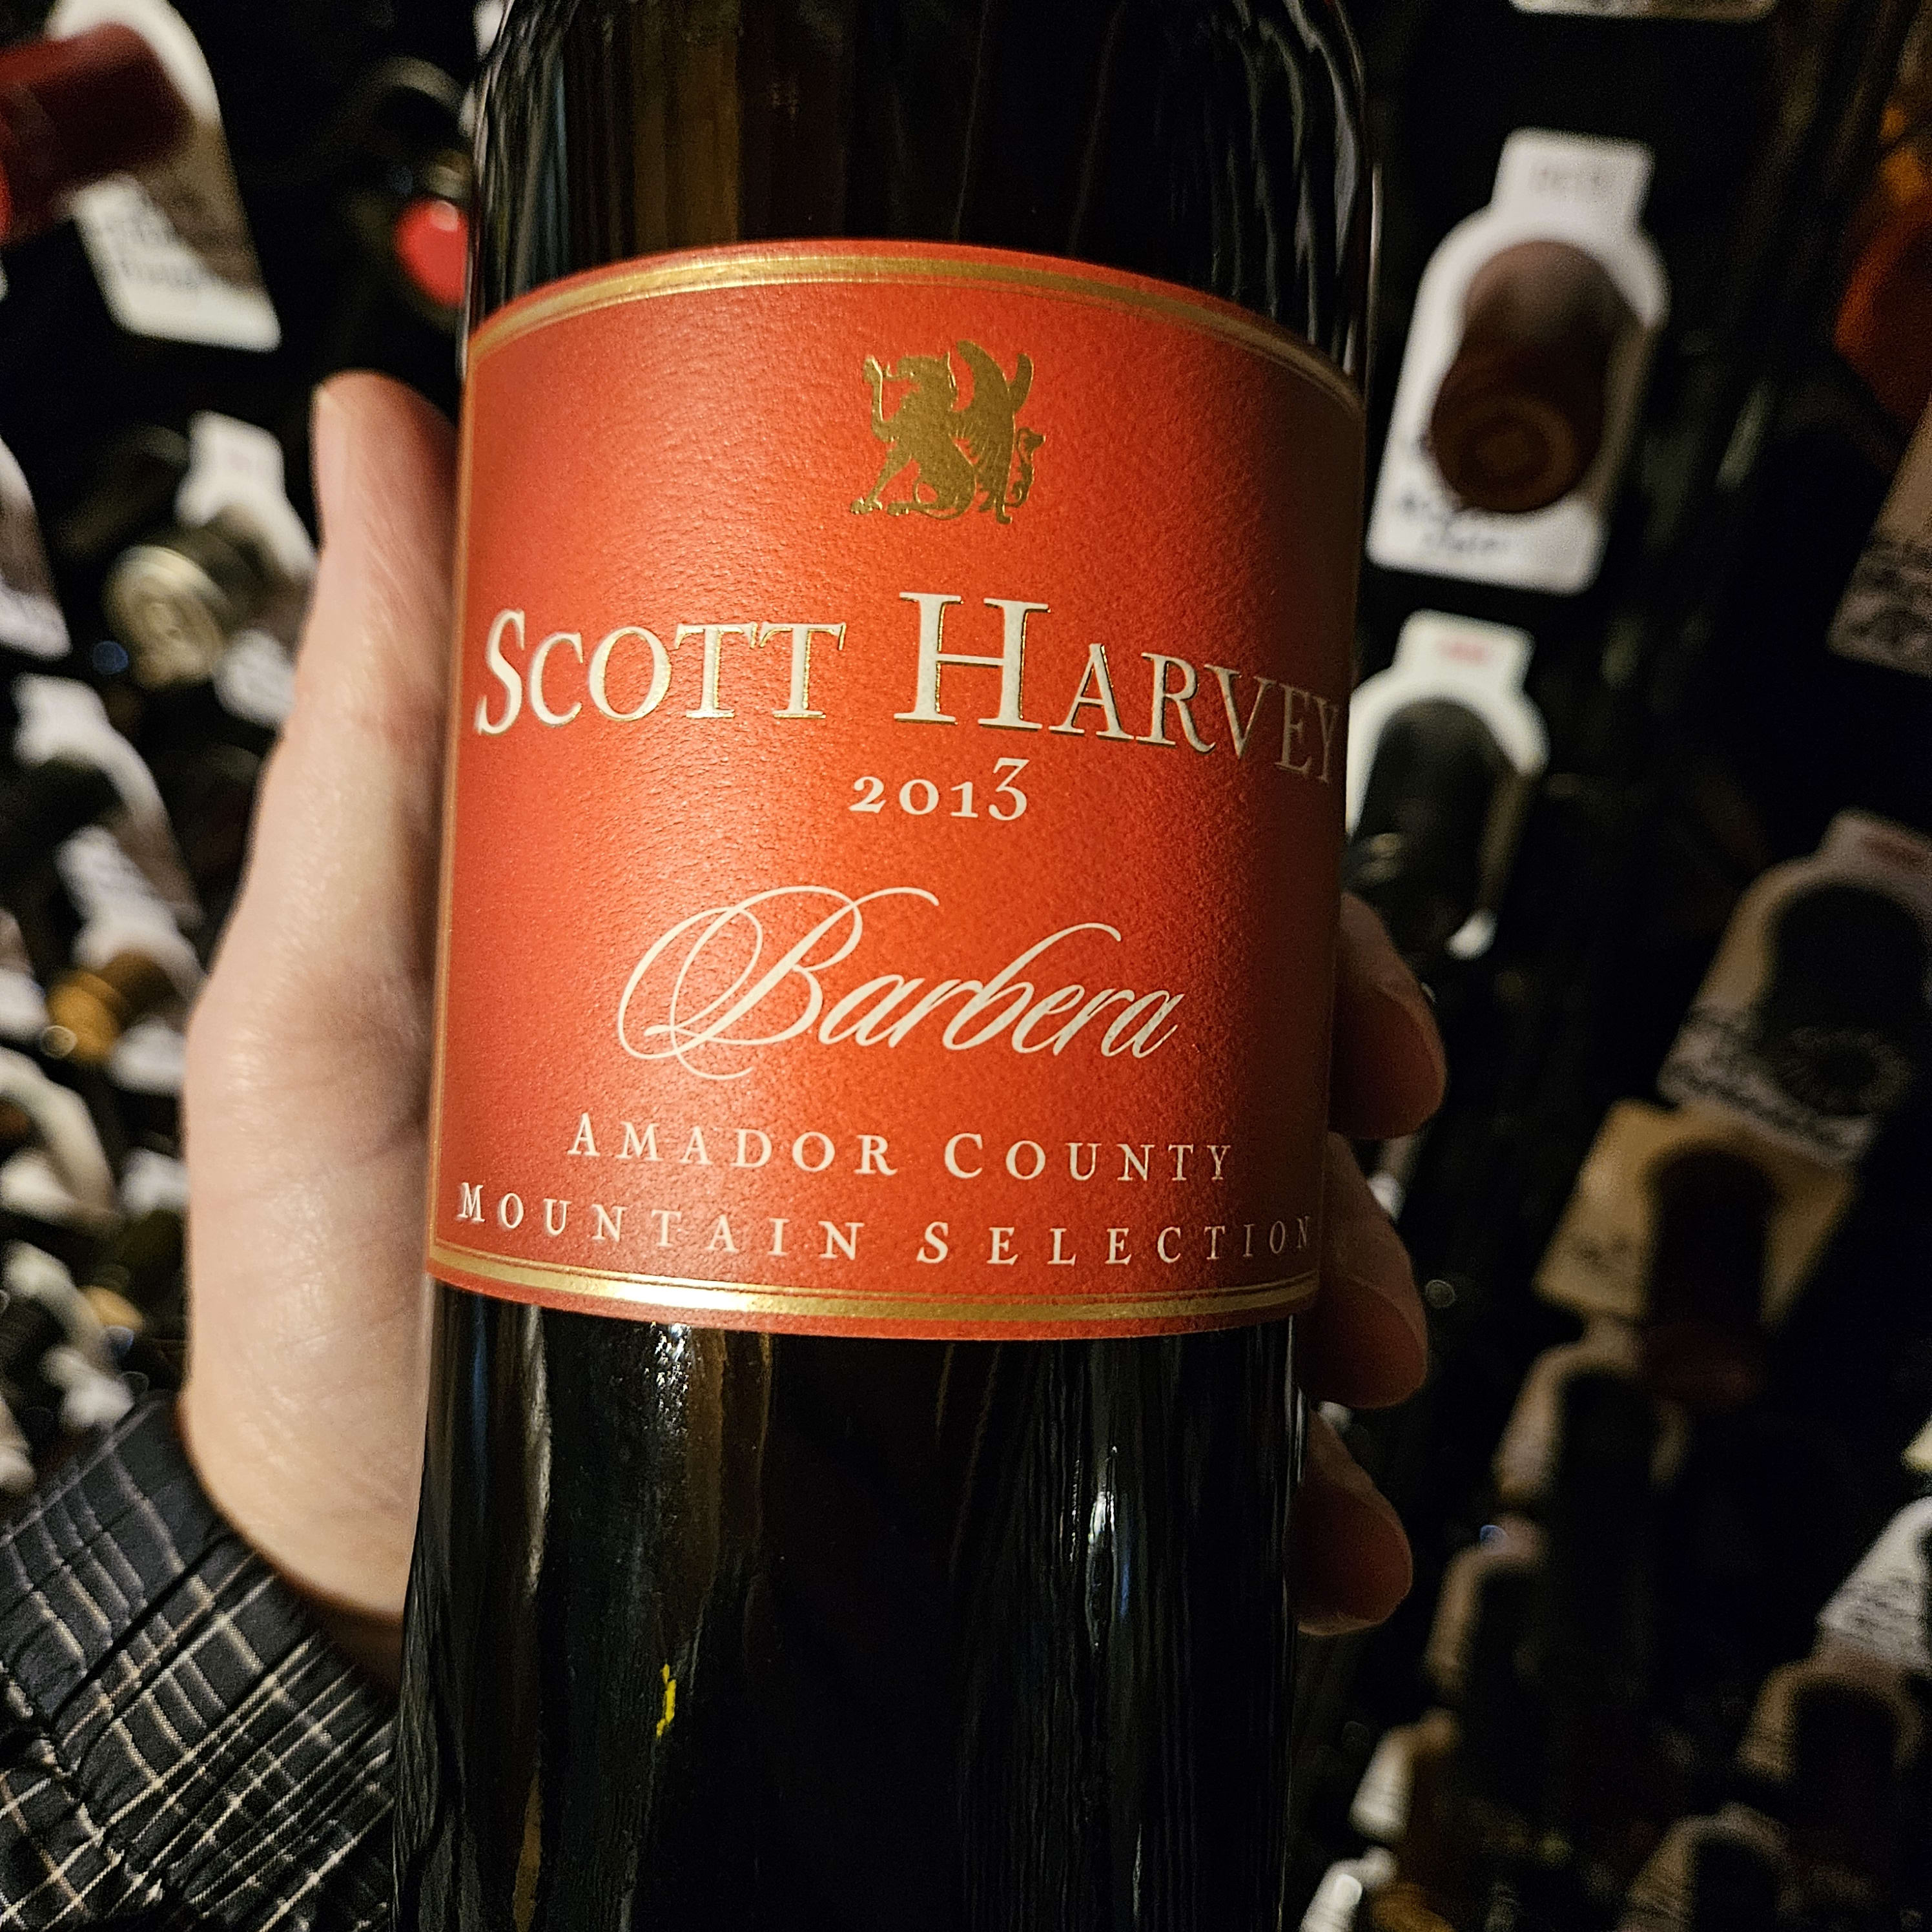 SCOTT HARVEY
2013
Barbera
AMADOR COUNTY
MOUNTAIN SELECTION